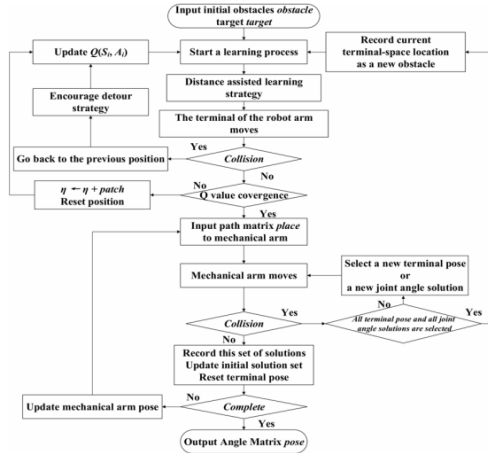 Input initial obstacles obstacle
target target
Update Q(Si, Ai)
Start a learning process
Record current
terminal-space location
as a new obstacle
Distance assisted learning
strategy
Encourage detour
strategy
The terminal of the robot arm
moves
Yes
Go back to the previous position
Collision
No
η ← η + patch
Reset position
No
Q value covergence
Yes
Input path matrix place
to mechanical arm
Select a new terminal pose
or
a new joint angle solution
Mechanical arm moves
No
Yes
Collision
All terminal pose and all joint
angle solutions are selected
Yes
No
Record this set of solutions
Update initial solution set
Reset terminal pose
Update mechanical arm pose
No
Complete
Yes
Output Angle Matrix pose